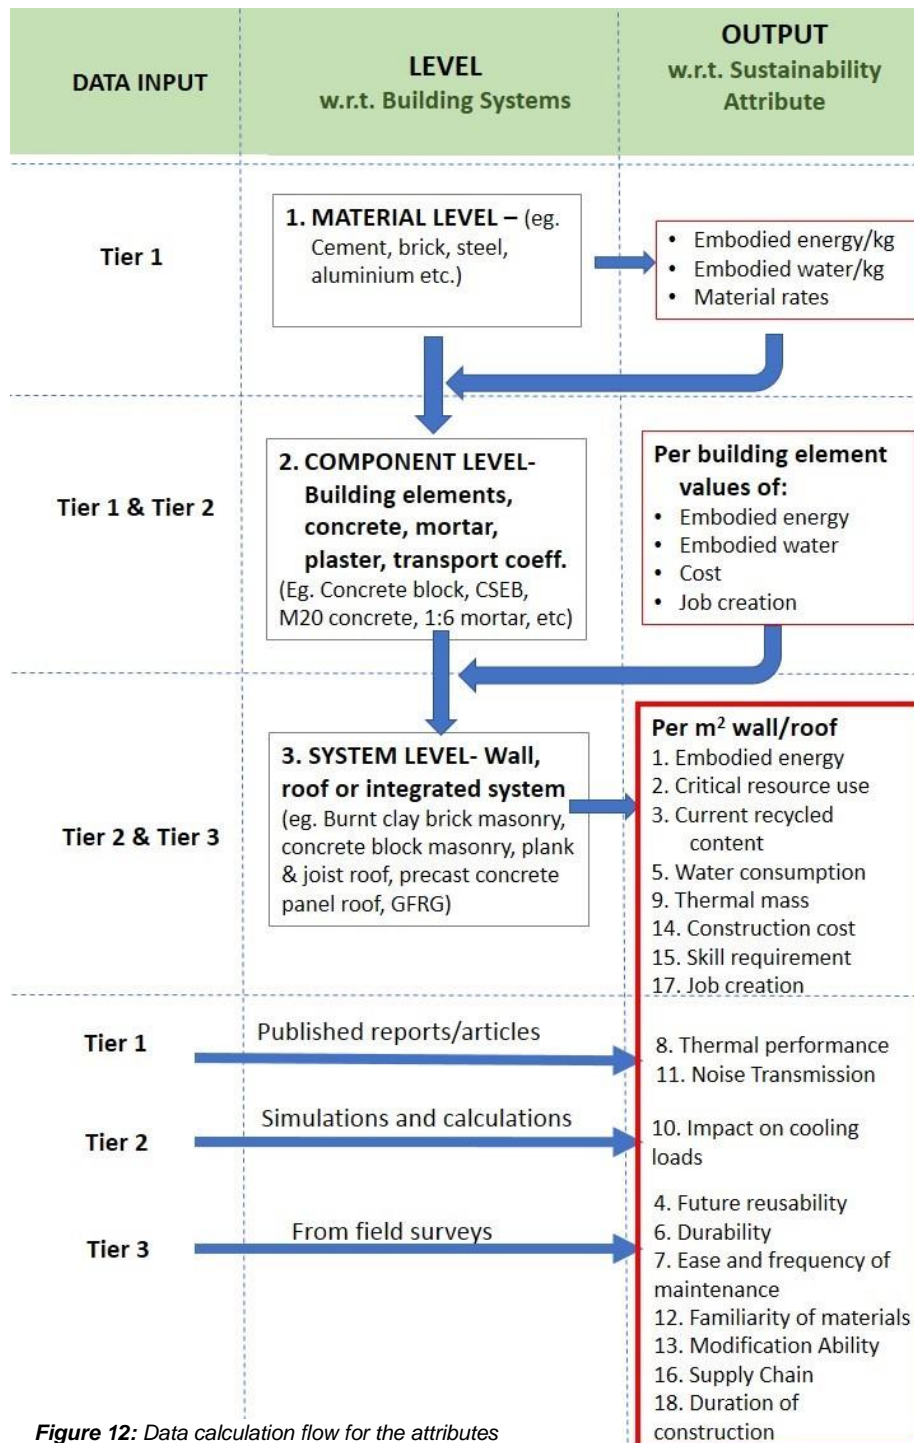 DATA INPUT
LEVEL
w.r.t. Building Systems
OUTPUT
w.r.t. Sustainability
Attribute
Tier 1
1. MATERIAL LEVEL – (eg.
Cement, brick, steel,
aluminium etc.)
• Embodied energy/kg
• Embodied water/kg
• Material rates
Tier 1 & Tier 2
2. COMPONENT LEVEL-
Building elements,
concrete, mortar,
plaster, transport coeff.
(Eg. Concrete block, CSEB,
M20 concrete, 1:6 mortar, etc)
Per building element
values of:
• Embodied energy
• Embodied water
• Cost
• Job creation
Tier 2 & Tier 3
3. SYSTEM LEVEL- Wall,
roof or integrated system
(eg. Burnt clay brick masonry,
concrete block masonry, plank
& joist roof, precast concrete
panel roof, GFRG)
Per m² wall/roof
1. Embodied energy
2. Critical resource use
3. Current recycled
content
5. Water consumption
9. Thermal mass
14. Construction cost
15. Skill requirement
17. Job creation
Tier 1
Published reports/articles
8. Thermal performance
11. Noise Transmission
Tier 2
Simulations and calculations
10. Impact on cooling
loads
Tier 3
From field surveys
4. Future reusability
6. Durability
7. Ease and frequency of
maintenance
12. Familiarity of materials
13. Modification Ability
16. Supply Chain
18. Duration of
construction
Figure 12: Data calculation flow for the attributes